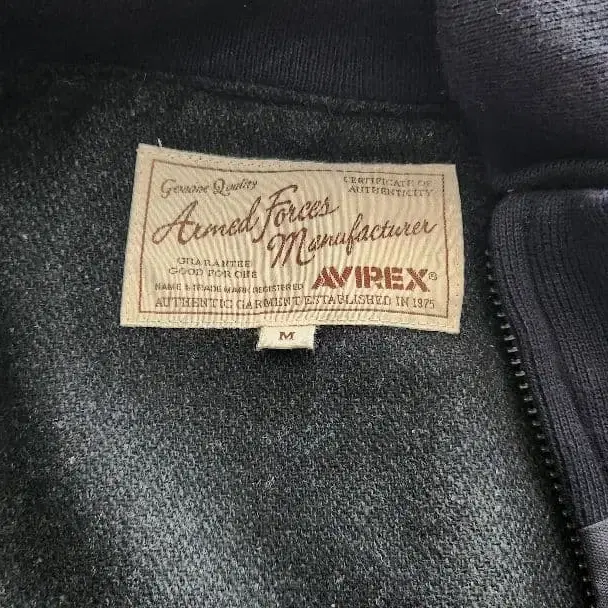 Genuine Quality
CERTIFICATE OF
AUTHENTICITY
Armed Forces
Manufacturer
GUARANTEE
GOOD FOR ONE
AVIREX®
NAME & TRADE MARK REGISTERED
AUTHENTIC GARMENT ESTABLISHED IN 1975
M